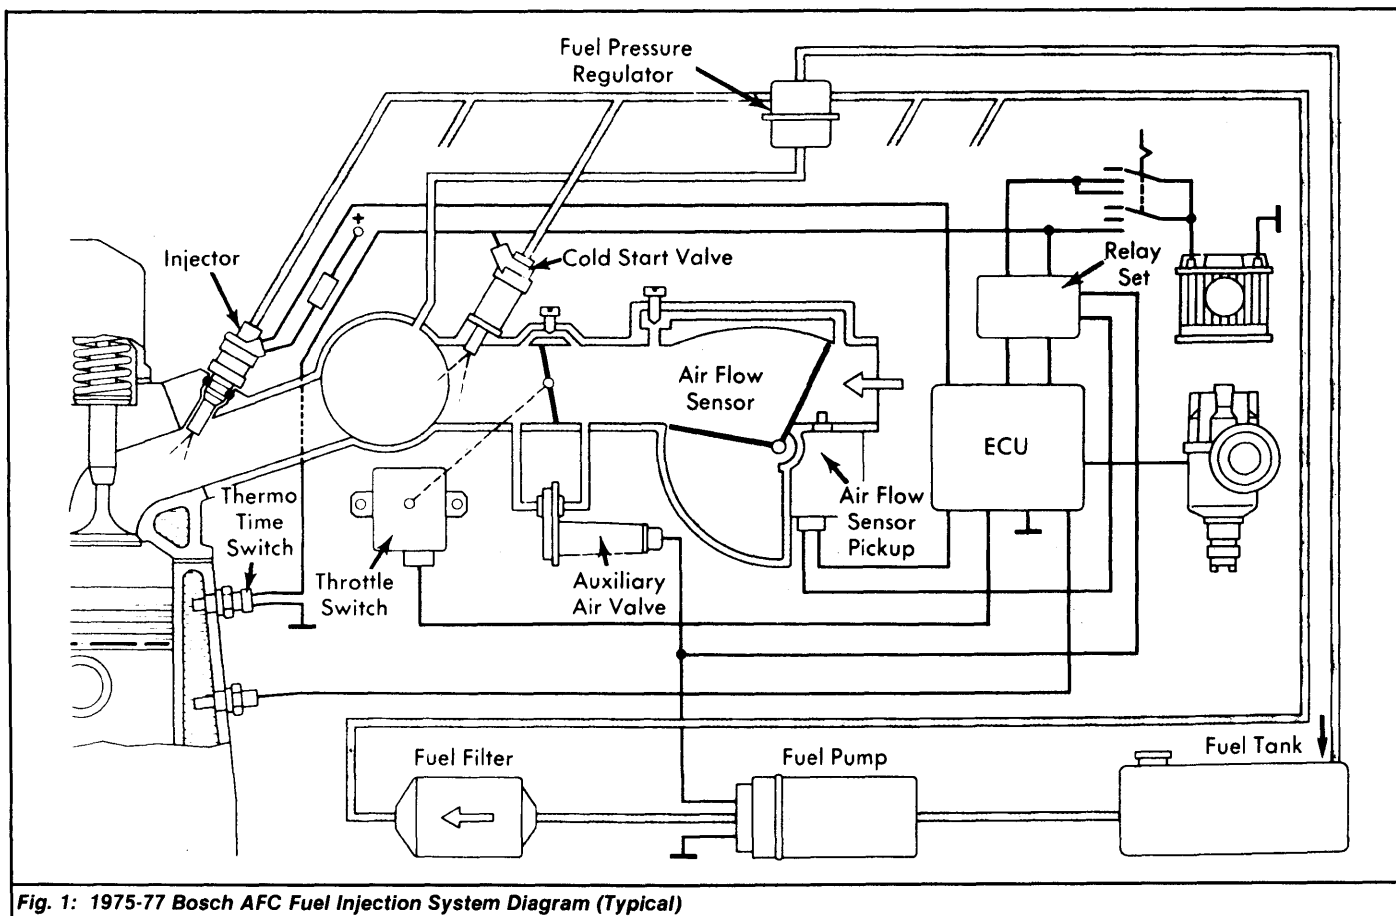 Fuel Pressure
Regulator
Injector
+
Cold Start Valve
Relay
Set
Air Flow
Sensor
ECU
Thermo
Time
Switch
Throttle
Switch
Auxiliary
Air Valve
Air Flow
Sensor
Pickup
Fuel Filter
Fuel Pump
Fuel Tank
Fig. 1: 1975-77 Bosch AFC Fuel Injection System Diagram (Typical)